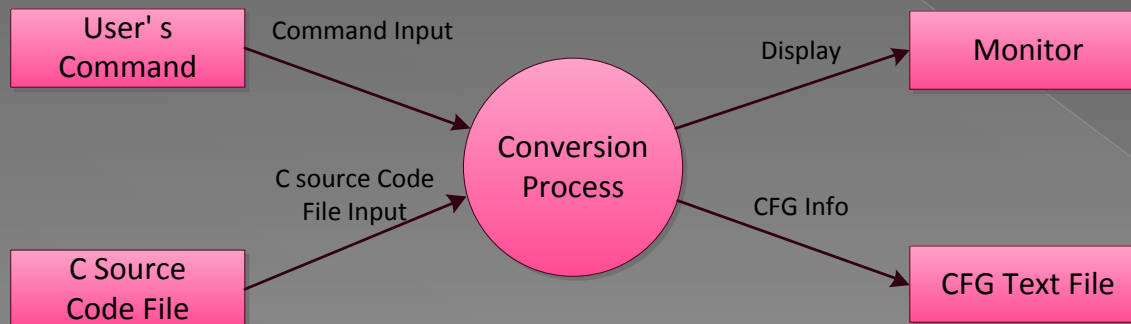 User' s
Command
Command Input
Display
Monitor
Conversion
Process
C source Code
File Input
CFG Info
C Source
Code File
CFG Text File